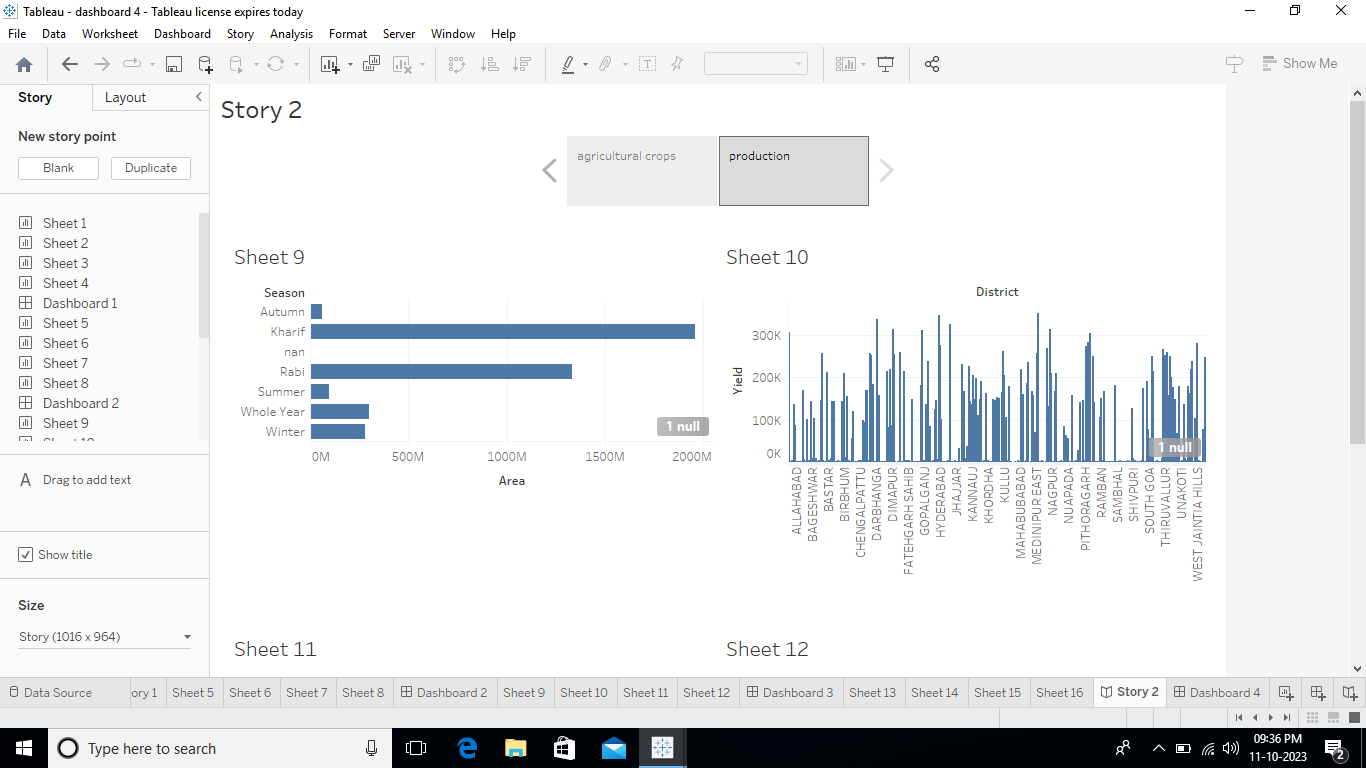 Tableau - dashboard 4 - Tableau license expires today
File Data Worksheet Dashboard Story Analysis Format Server Window Help
Show Me
Story Layout
New story point
Blank Duplicate
Sheet 1
Sheet 2
Sheet 3
Sheet 4
Dashboard 1
Sheet 5
Sheet 6
Sheet 7
Sheet 8
Dashboard 2
Sheet 9
Drag to add text
Show title
Size
Story (1016 x 964)
Story 2
agricultural crops
production
Sheet 9
Season
Autumn
Kharif
nan
Rabi
Summer
Whole Year
Winter
1 null
0M 500M 1000M 1500M 2000M
Area
Sheet 10
District
Yield
300K
200K
100K
0K
1 null
ALLAHABAD
BAGESHWAR
BASTAR
BIRBHUM
CHENGALPATTU
DARBHANGA
DIMAPUR
FATEHGARH SAHIB
GOPALGANJ
HYDERABAD
JHAJJAR
KANNAUJ
KHORDHA
KULLU
MAHABUBABAD
MEDINIPUR EAST
NAGPUR
NUAPADA
PITHORAGARH
RAMBAN
SAMBHAL
SHIVPURI
SOUTH GOA
THIRUVALLUR
UNAKOTI
WEST JAINTIA HILLS
Sheet 11
Sheet 12
Data Source ory 1 Sheet 5 Sheet 6 Sheet 7 Sheet 8 Dashboard 2 Sheet 9 Sheet 10 Sheet 11 Sheet 12 Dashboard 3 Sheet 13 Sheet 14 Sheet 15 Sheet 16 Story 2 Dashboard 4
Type here to search
09:36 PM
11-10-2023
2